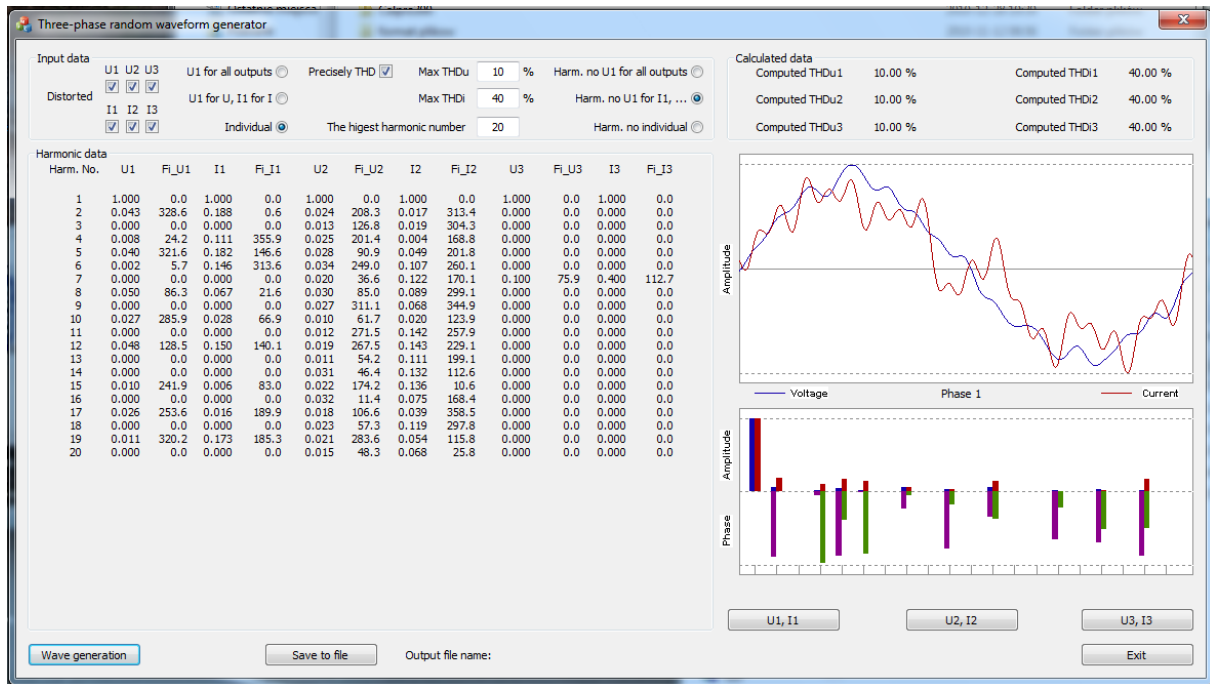 Three-phase random waveform generator
Input data
U1 U2 U3
Distorted
I1 I2 I3
U1 for all outputs
U1 for U, I1 for I
Individual
Precisely THD
Max THDu 10 %
Max THDi 40 %
The higest harmonic number 20
Harm. no U1 for all outputs
Harm. no U1 for I1, ...
Harm. no individual
Calculated data
Computed THDu1 10.00 % Computed THDi1 40.00 %
Computed THDu2 10.00 % Computed THDi2 40.00 %
Computed THDu3 10.00 % Computed THDi3 40.00 %
Harmonic data
Harm. No. U1 Fi_U1 I1 Fi_I1 U2 Fi_U2 I2 Fi_I2 U3 Fi_U3 I3 Fi_I3
1 1.000 0.0 1.000 0.0 1.000 0.0 1.000 0.0 1.000 0.0 1.000 0.0
2 0.043 328.6 0.188 0.6 0.024 208.3 0.017 313.4 0.000 0.0 0.000 0.0
3 0.000 0.0 0.000 0.0 0.013 126.8 0.019 304.3 0.000 0.0 0.000 0.0
4 0.008 24.2 0.111 355.9 0.025 201.4 0.004 168.8 0.000 0.0 0.000 0.0
5 0.040 321.6 0.182 146.6 0.028 90.9 0.049 201.8 0.000 0.0 0.000 0.0
6 0.002 5.7 0.146 313.6 0.034 249.0 0.107 260.1 0.000 0.0 0.000 0.0
7 0.000 0.0 0.000 0.0 0.020 36.6 0.122 170.1 0.100 75.9 0.400 112.7
8 0.050 86.3 0.067 21.6 0.030 85.0 0.089 299.1 0.000 0.0 0.000 0.0
9 0.000 0.0 0.000 0.0 0.027 311.1 0.068 344.9 0.000 0.0 0.000 0.0
10 0.027 285.9 0.028 66.9 0.010 61.7 0.020 123.9 0.000 0.0 0.000 0.0
11 0.000 0.0 0.000 0.0 0.012 271.5 0.142 257.9 0.000 0.0 0.000 0.0
12 0.048 128.5 0.150 140.1 0.019 267.5 0.143 229.1 0.000 0.0 0.000 0.0
13 0.000 0.0 0.000 0.0 0.011 54.2 0.111 199.1 0.000 0.0 0.000 0.0
14 0.000 0.0 0.000 0.0 0.031 46.4 0.132 112.6 0.000 0.0 0.000 0.0
15 0.010 241.9 0.006 83.0 0.022 174.2 0.136 10.6 0.000 0.0 0.000 0.0
16 0.000 0.0 0.000 0.0 0.032 11.4 0.075 168.4 0.000 0.0 0.000 0.0
17 0.026 253.6 0.016 189.9 0.018 106.6 0.039 358.5 0.000 0.0 0.000 0.0
18 0.000 0.0 0.000 0.0 0.023 57.3 0.119 297.8 0.000 0.0 0.000 0.0
19 0.011 320.2 0.173 185.3 0.021 283.6 0.054 115.8 0.000 0.0 0.000 0.0
20 0.000 0.0 0.000 0.0 0.015 48.3 0.068 25.8 0.000 0.0 0.000 0.0
Amplitude
Voltage Phase 1 Current
Amplitude
Phase
U1, I1 U2, I2 U3, I3
Wave generation Save to file Output file name: Exit